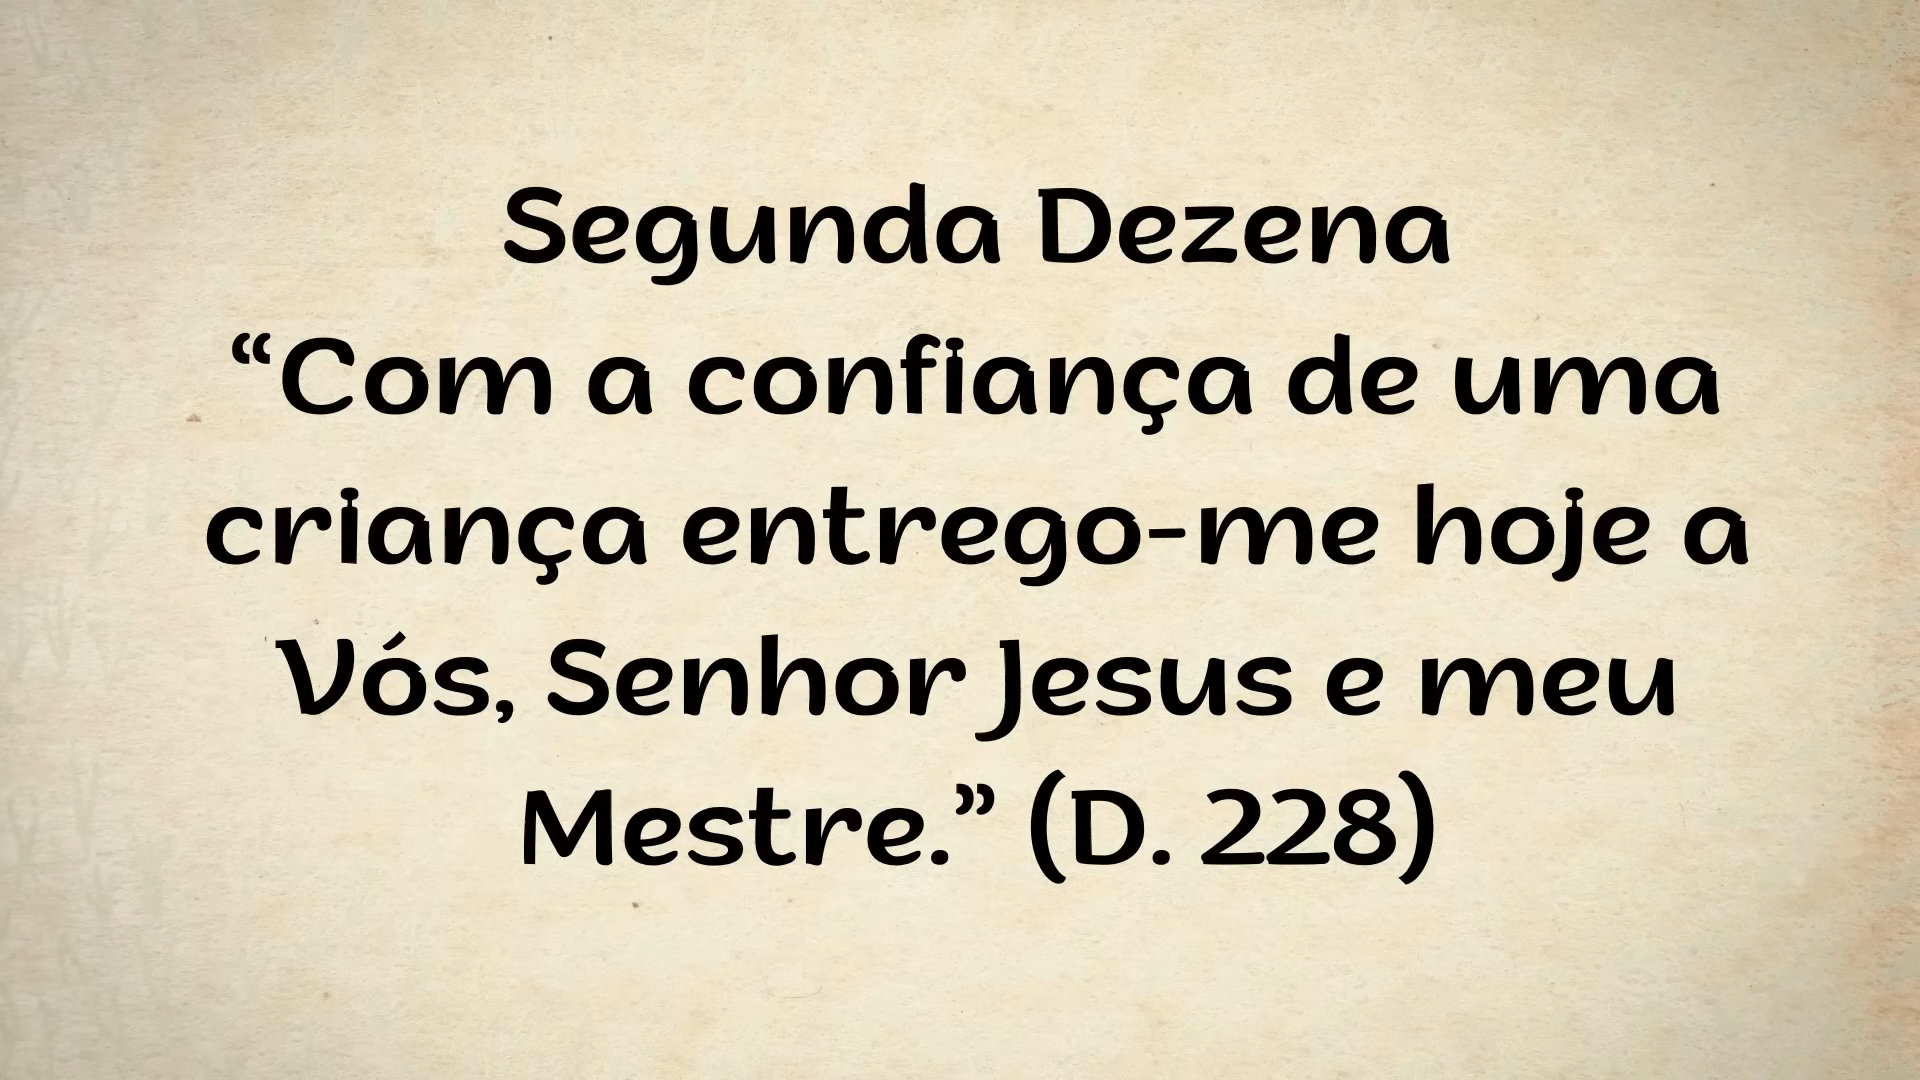 Segunda Dezena
“Com a confiança de uma
criança entrego-me hoje a
Vós, Senhor Jesus e meu
Mestre.” (D. 228)